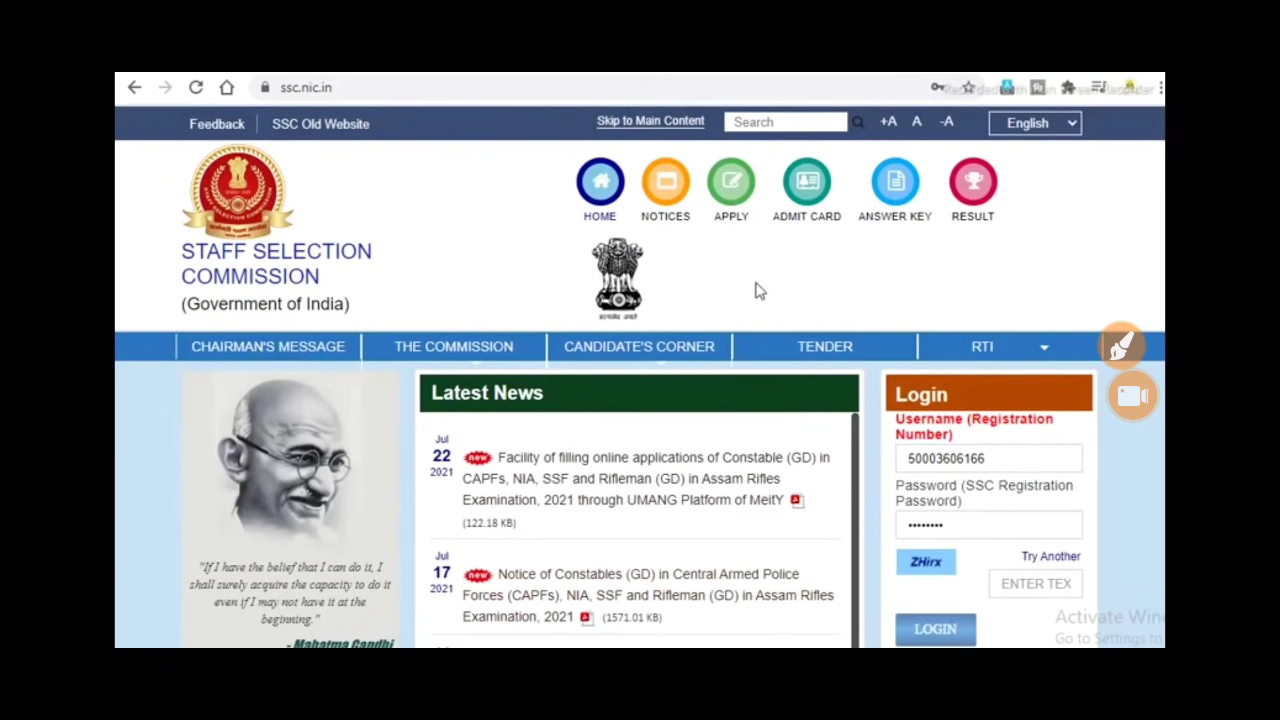 ssc.nic.in
Feedback
SSC Old Website
Skip to Main Content
Search
+A A -A
English
STAFF SELECTION
COMMISSION
(Government of India)
HOME
NOTICES
APPLY
ADMIT CARD
ANSWER KEY
RESULT
CHAIRMAN'S MESSAGE
THE COMMISSION
CANDIDATE'S CORNER
TENDER
RTI
"If I have the belief that I can do it, I
shall surely acquire the capacity to do it
even if I may not have it at the
beginning."
- Mahatma Gandhi
Latest News
Jul
22
2021
new Facility of filling online applications of Constable (GD) in
CAPFs, NIA, SSF and Rifleman (GD) in Assam Rifles
Examination, 2021 through UMANG Platform of MeitY
(122.18 KB)
Jul
17
2021
new Notice of Constables (GD) in Central Armed Police
Forces (CAPFs), NIA, SSF and Rifleman (GD) in Assam Rifles
Examination, 2021 (1571.01 KB)
Login
Username (Registration
Number)
50003606166
Password (SSC Registration
Password)
••••••••
ZHirx
Try Another
ENTER TEX
LOGIN
Activate Win
Go to Settings to